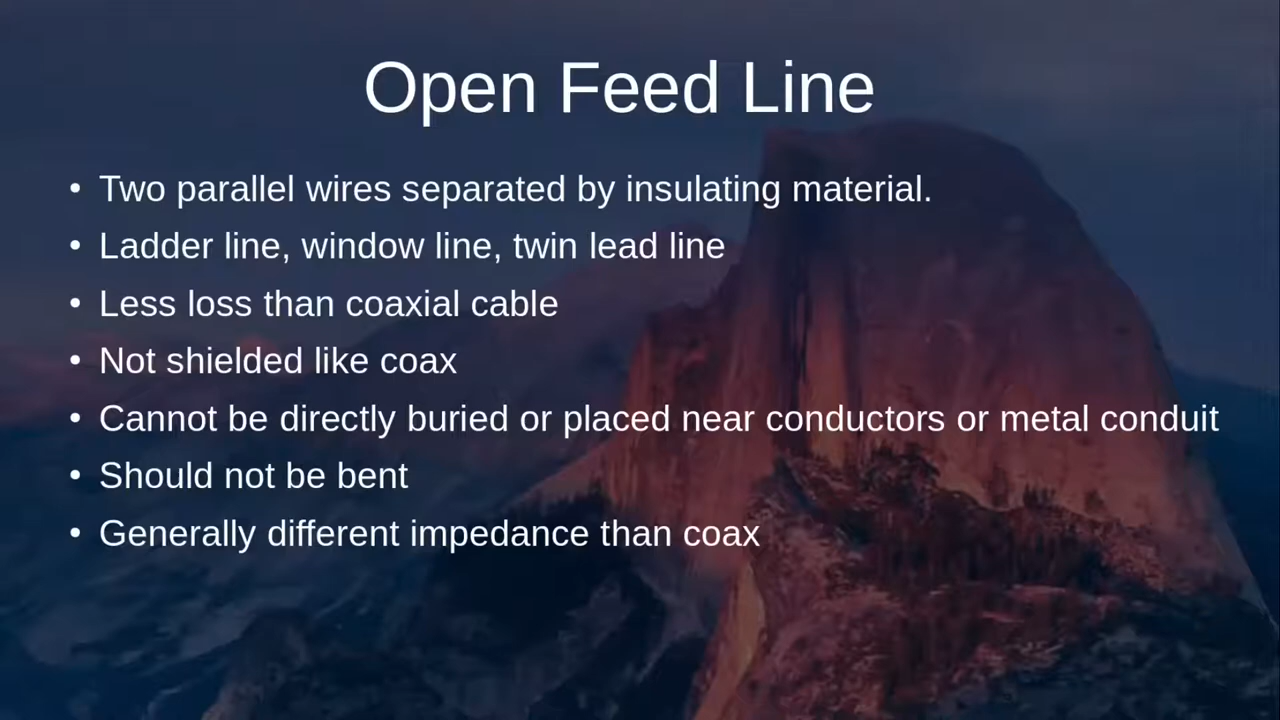 Open Feed Line
• Two parallel wires separated by insulating material.
• Ladder line, window line, twin lead line
• Less loss than coaxial cable
• Not shielded like coax
• Cannot be directly buried or placed near conductors or metal conduit
• Should not be bent
• Generally different impedance than coax